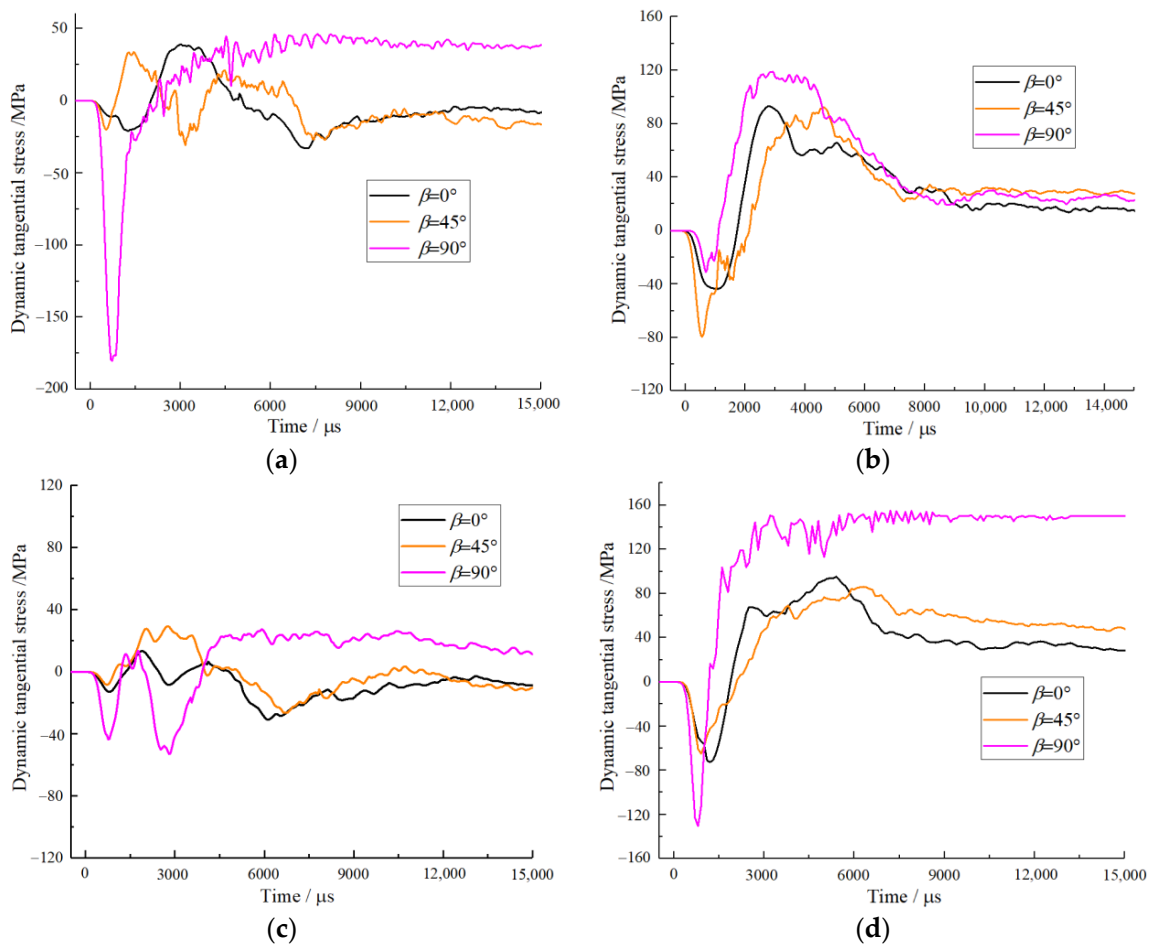 50
0
−50
−100
−150
−200
Dynamic tangential stress /MPa
β=0°
β=45°
β=90°
0 3000 6000 9000 12,000 15,000
Time / μs
(a)
160
120
80
40
0
−40
−80
−120
Dynamic tangential stress /MPa
β=0°
β=45°
β=90°
0 2000 4000 6000 8000 10,000 12,000 14,000
Time / μs
(b)
120
80
40
0
−40
−80
−120
Dynamic tangential stress /MPa
β=0°
β=45°
β=90°
0 3000 6000 9000 12,000 15,000
Time / μs
(c)
160
120
80
40
0
−40
−80
−120
−160
Dynamic tangential stress /MPa
β=0°
β=45°
β=90°
0 3000 6000 9000 12,000 15,000
Time / μs
(d)